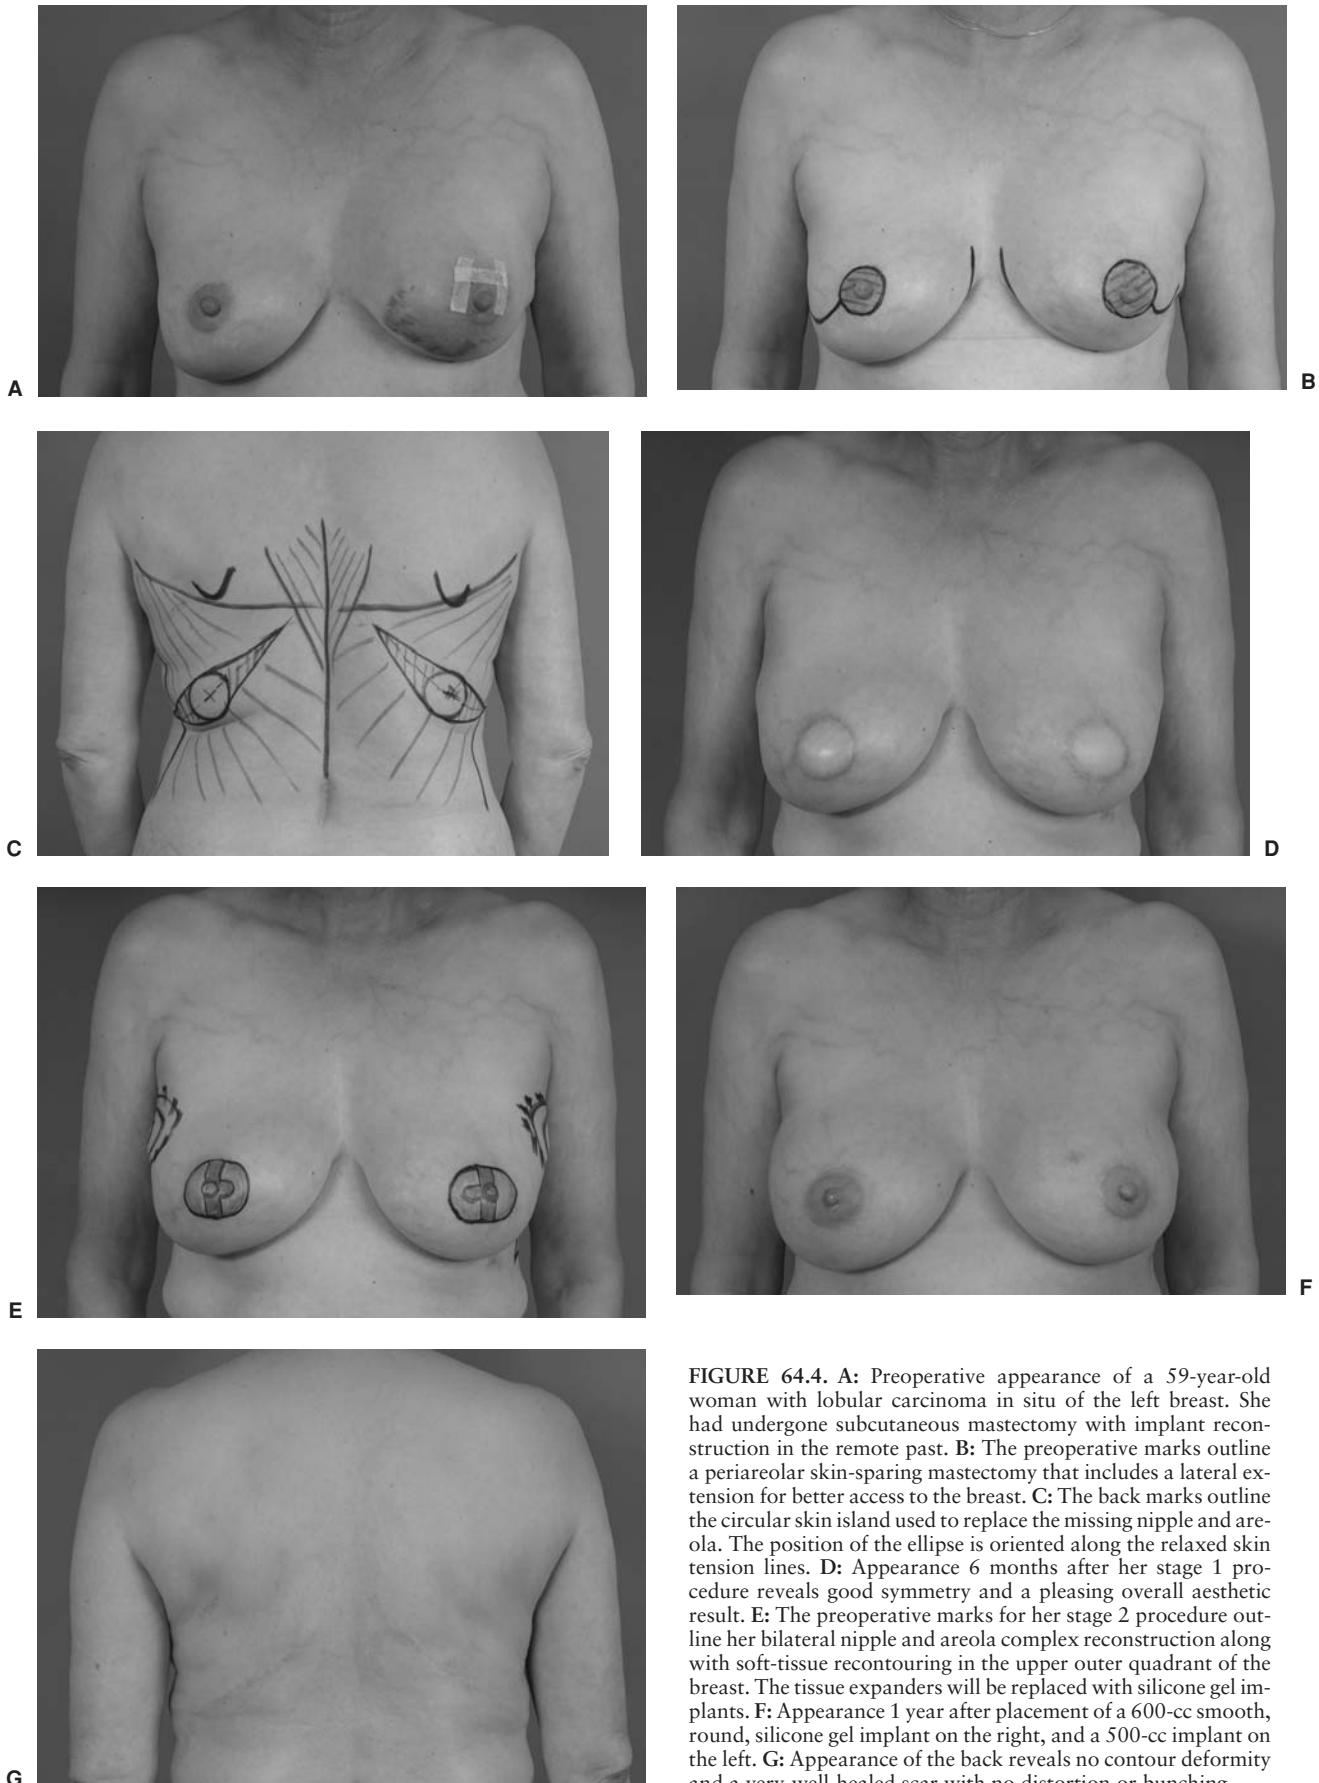 A
B
C
D
E
F
G
FIGURE 64.4. A: Preoperative appearance of a 59-year-old
woman with lobular carcinoma in situ of the left breast. She
had undergone subcutaneous mastectomy with implant recon-
struction in the remote past. B: The preoperative marks outline
a periareolar skin-sparing mastectomy that includes a lateral ex-
tension for better access to the breast. C: The back marks outline
the circular skin island used to replace the missing nipple and are-
ola. The position of the ellipse is oriented along the relaxed skin
tension lines. D: Appearance 6 months after her stage 1 pro-
cedure reveals good symmetry and a pleasing overall aesthetic
result. E: The preoperative marks for her stage 2 procedure out-
line her bilateral nipple and areola complex reconstruction along
with soft-tissue recontouring in the upper outer quadrant of the
breast. The tissue expanders will be replaced with silicone gel im-
plants. F: Appearance 1 year after placement of a 600-cc smooth,
round, silicone gel implant on the right, and a 500-cc implant on
the left. G: Appearance of the back reveals no contour deformity
and a very well-healed scar with no distortion or bunching.